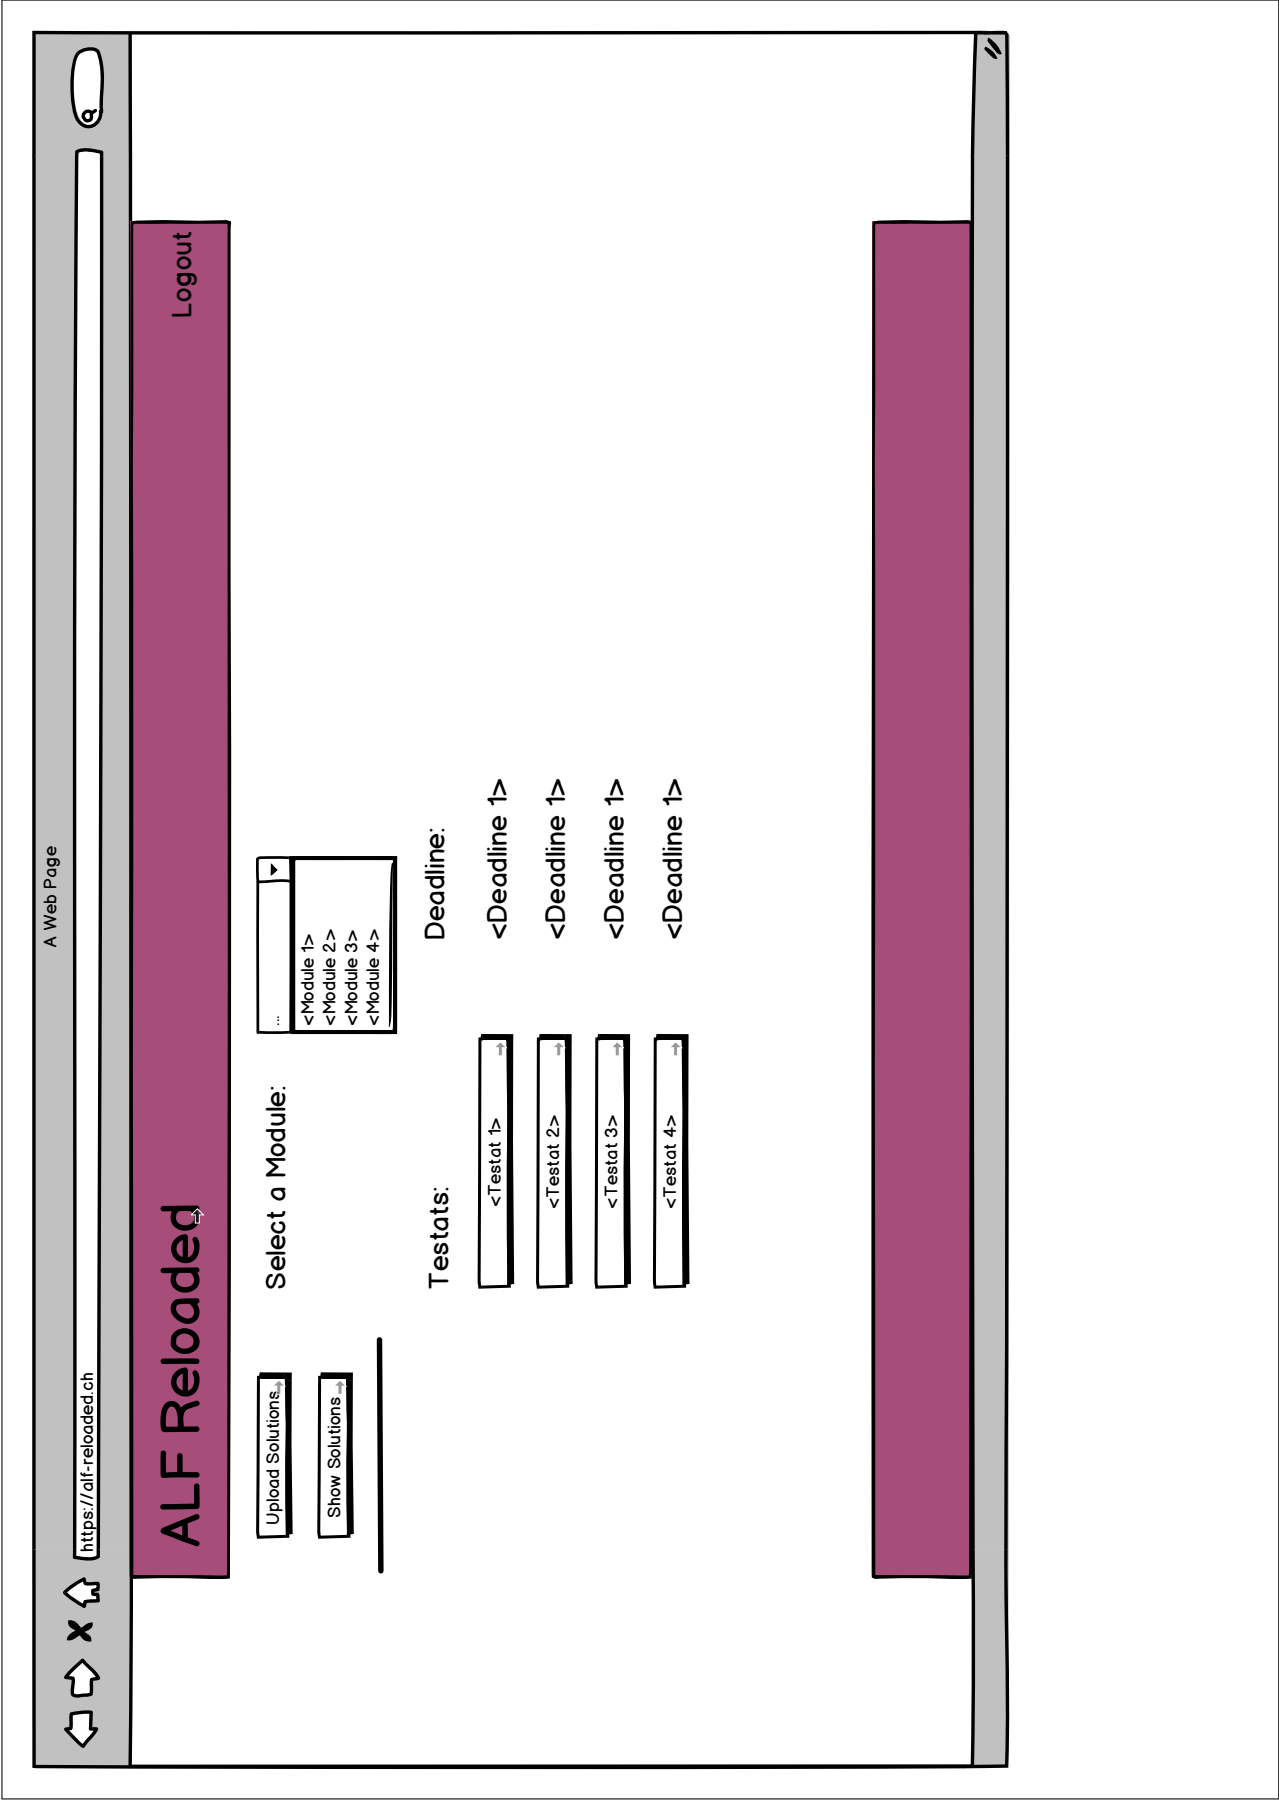 A Web Page
https://alf-reloaded.ch
ALF Reloaded
Logout
Upload Solutions
Show Solutions
Select a Module:
...
<Module 1>
<Module 2>
<Module 3>
<Module 4>
Testats:
Deadline:
<Testat 1>
<Deadline 1>
<Testat 2>
<Deadline 1>
<Testat 3>
<Deadline 1>
<Testat 4>
<Deadline 1>